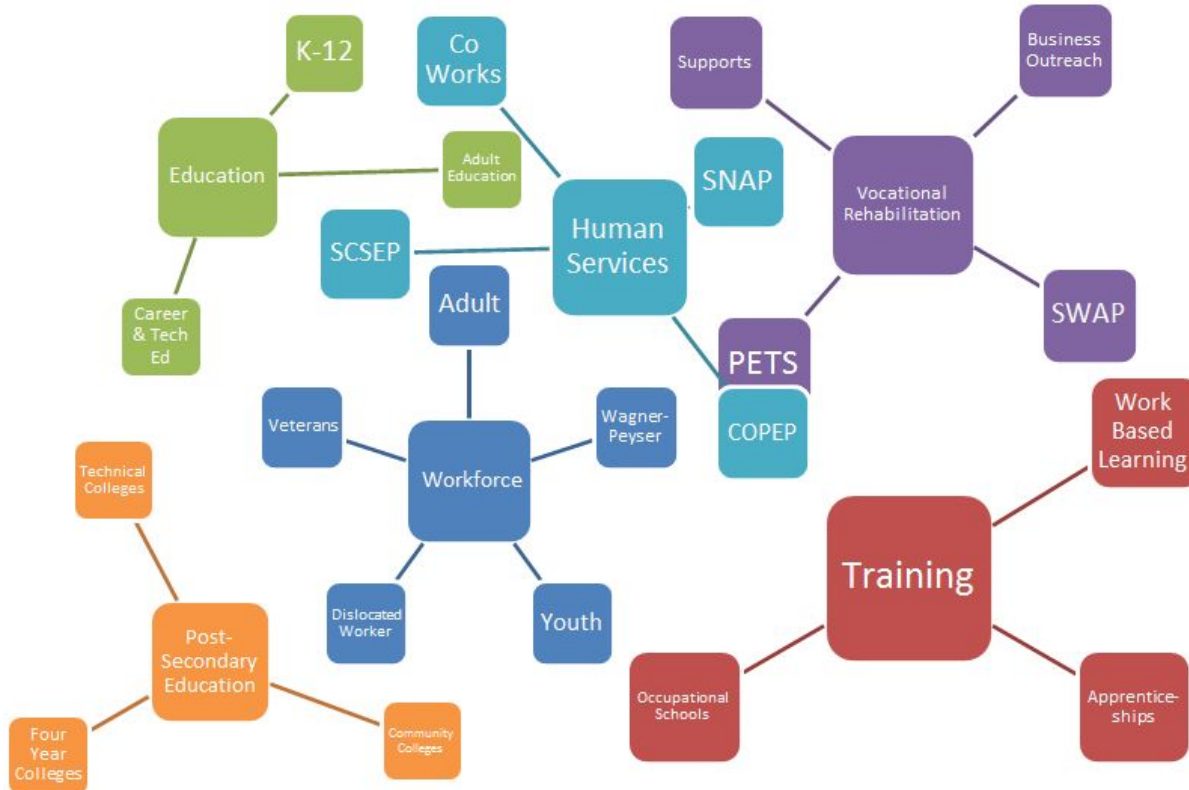 K-12
Co
Works
Supports
Business
Outreach
Education
Adult
Education
SNAP
Vocational
Rehabilitation
Human
Services
SCSEP
Career
& Tech
Ed
Adult
SWAP
PETS
COPEP
Veterans
Wagner-
Peyser
Workforce
Work
Based
Learning
Technical
Colleges
Training
Dislocated
Worker
Youth
Post-
Secondary
Education
Occupational
Schools
Apprentice-
ships
Four
Year
Colleges
Community
Colleges